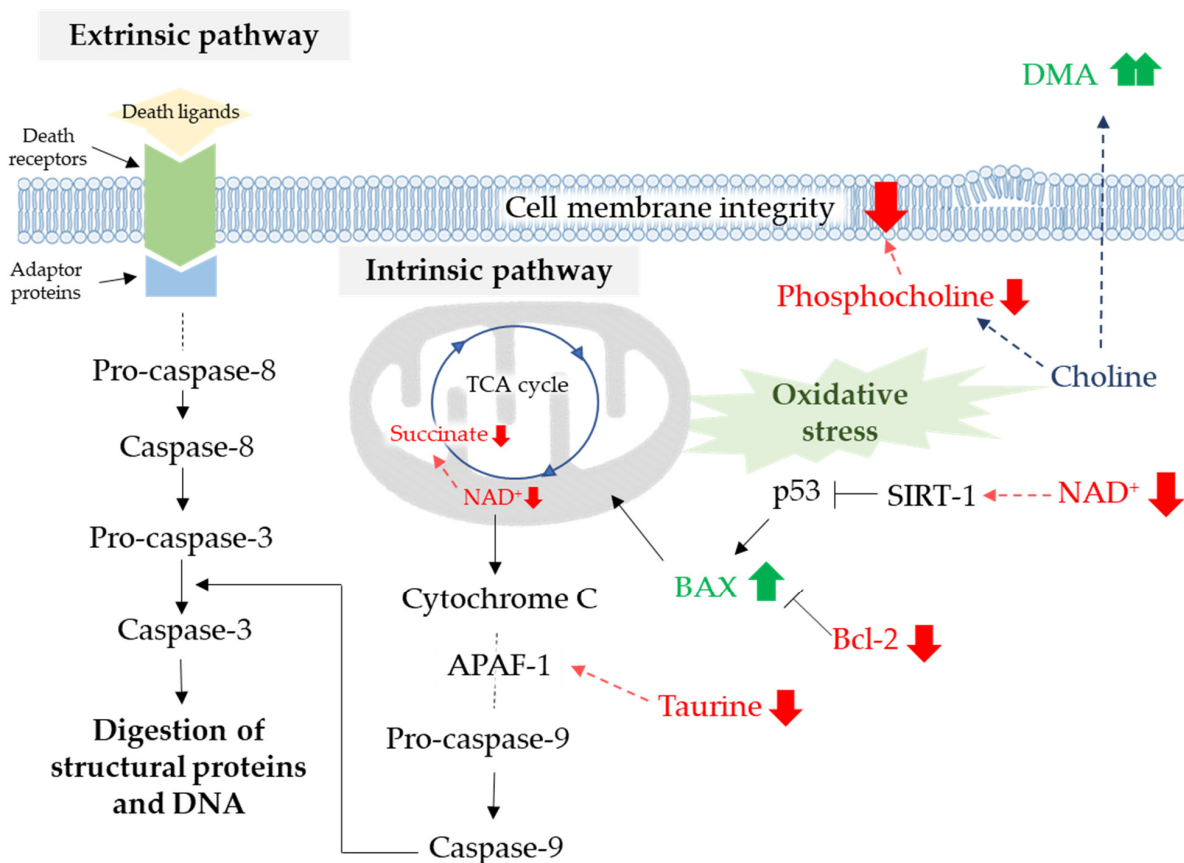 Extrinsic pathway
DMA
Death ligands
Death
receptors
Cell membrane integrity
Adaptor
proteins
Intrinsic pathway
Phosphocholine
Pro-caspase-8
TCA cycle
Choline
Oxidative
stress
Succinate
Caspase-8
NAD⁺
p53
SIRT-1
NAD⁺
Pro-caspase-3
BAX
Cytochrome C
Caspase-3
Bcl-2
APAF-1
Taurine
Digestion of
structural proteins
and DNA
Pro-caspase-9
Caspase-9